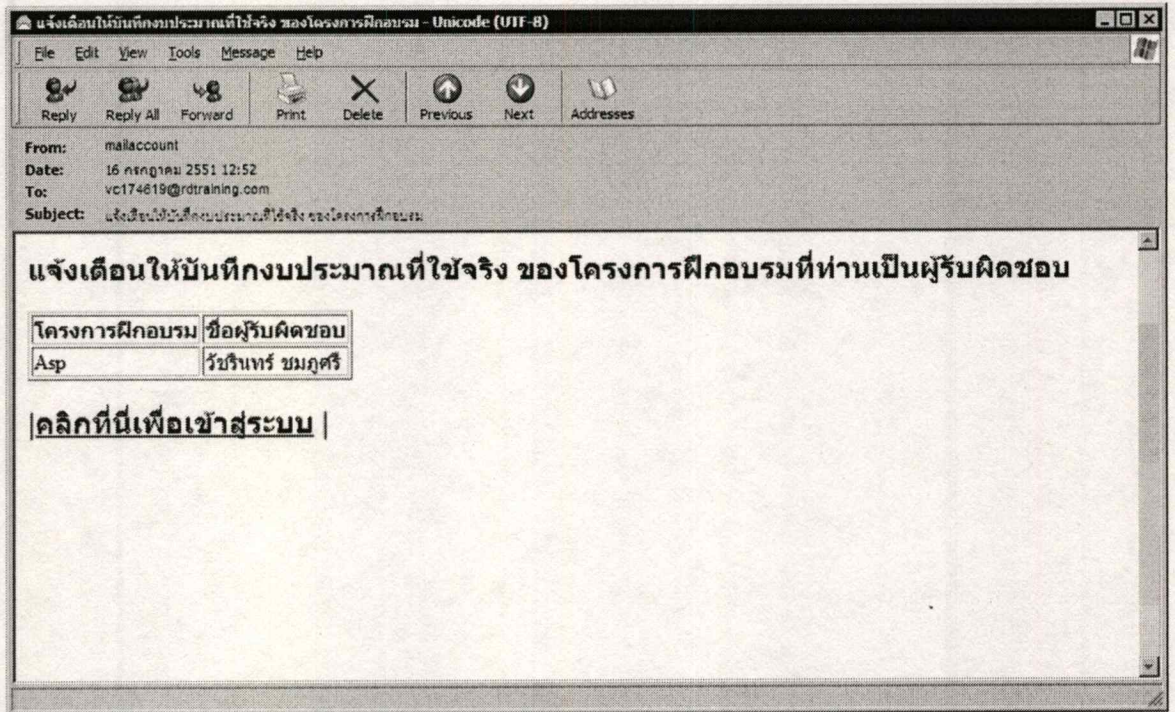 แจ้งเตือนให้บันทึกงบประมาณที่ใช้จริง ของโครงการฝึกอบรม - Unicode (UTF-8)
File Edit View Tools Message Help
Reply Reply All Forward Print Delete Previous Next Addresses
From: mailaccount
Date: 16 กรกฎาคม 2551 12:52
To: vc174619@rdtraining.com
Subject: แจ้งเตือนให้บันทึกงบประมาณที่ใช้จริง ของโครงการฝึกอบรม
แจ้งเตือนให้บันทึกงบประมาณที่ใช้จริง ของโครงการฝึกอบรมที่ท่านเป็นผู้รับผิดชอบ
โครงการฝึกอบรม ชื่อผู้รับผิดชอบ
Asp วัชรินทร์ ชมภูศรี
|คลิกที่นี่เพื่อเข้าสู่ระบบ |